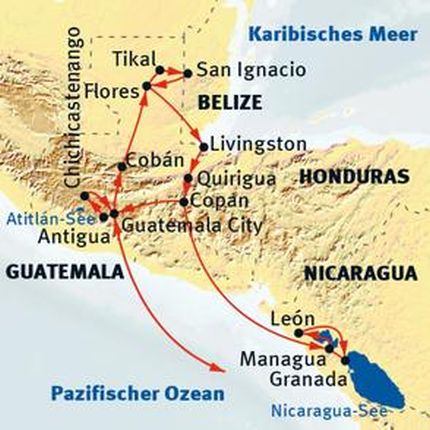 Karibisches Meer
Tikal
San Ignacio
Flores
BELIZE
Chichicastenango
Livingston
Cobán
Quirigua
HONDURAS
Copán
Atitlán-See
Guatemala City
Antigua
GUATEMALA
NICARAGUA
León
Managua
Granada
Pazifischer Ozean
Nicaragua-See